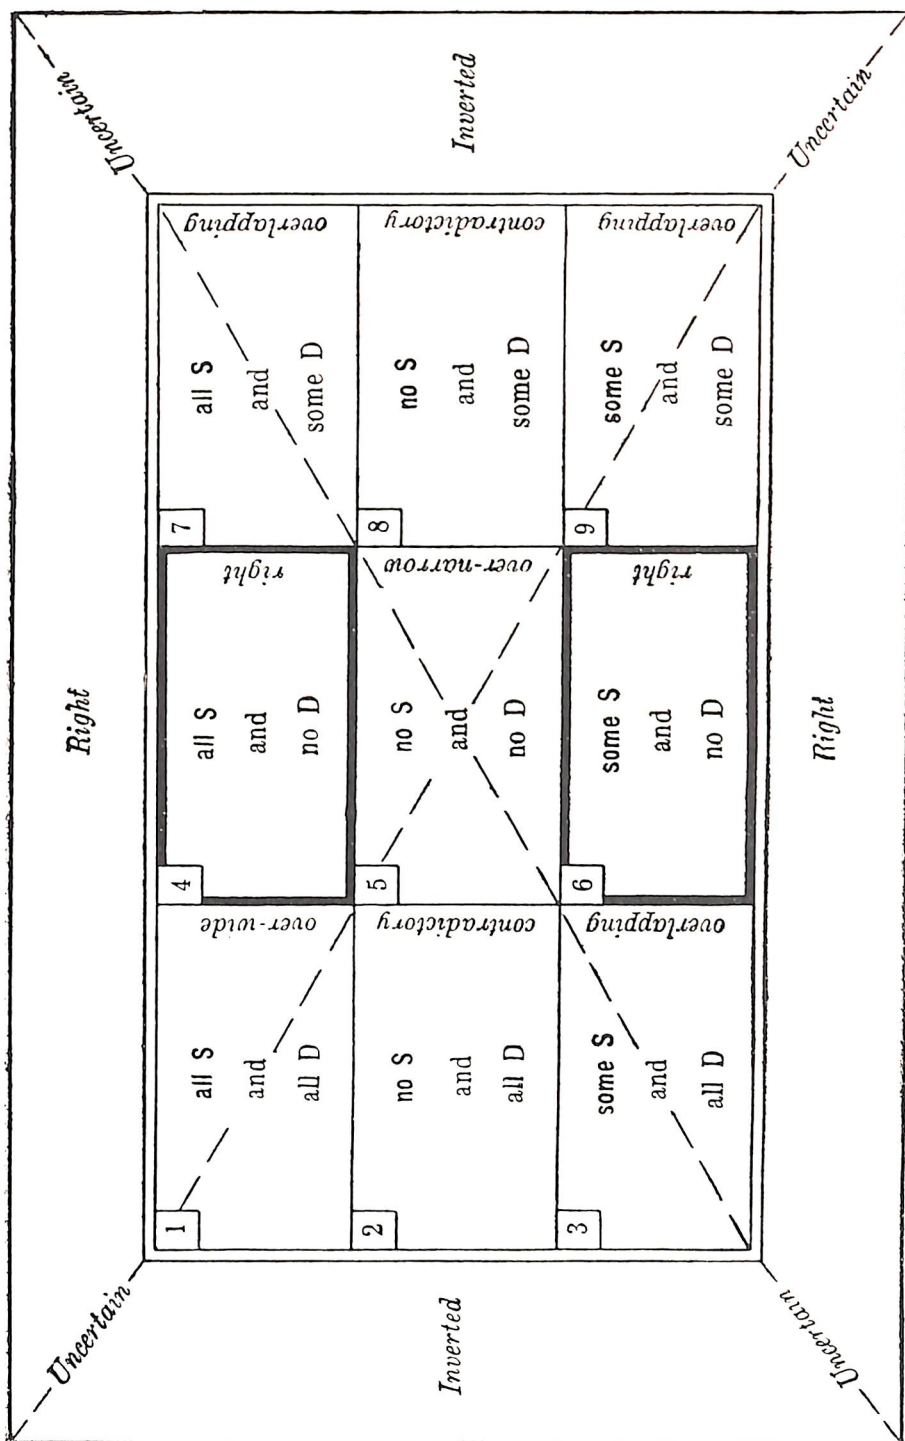 Uncertain
Right
Uncertain
Inverted
1
all S
and
all D
over-wide
4
all S
and
no D
right
7
all S
and
some D
overlapping
2
no S
and
all D
contradictory
5
no S
and
no D
over-narrow
8
no S
and
some D
contradictory
3
some S
and
all D
overlapping
6
some S
and
no D
right
9
some S
and
some D
overlapping
Inverted
Uncertain
Right
Uncertain